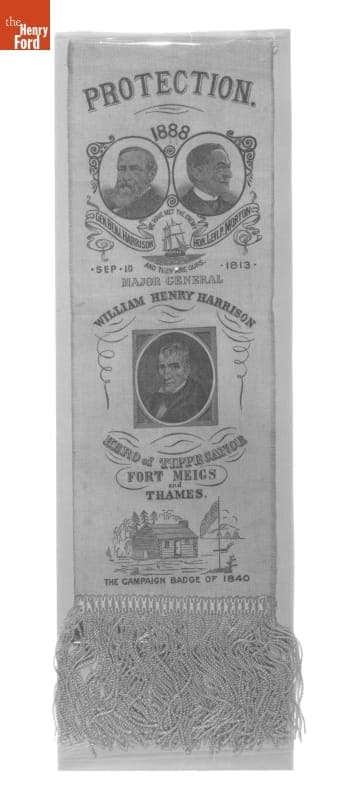 the
Henry
Ford
PROTECTION.
1888
GEN. BENJ. HARRISON
HON. LEVI P. MORTON
WE HAVE MET THE ENEMY
AND THEY ARE OURS.
· SEP. 10
1813 ·
MAJOR GENERAL
WILLIAM HENRY HARRISON
HERO of TIPPECANOE
FORT MEIGS
and
THAMES.
THE CAMPAIGN BADGE OF 1840